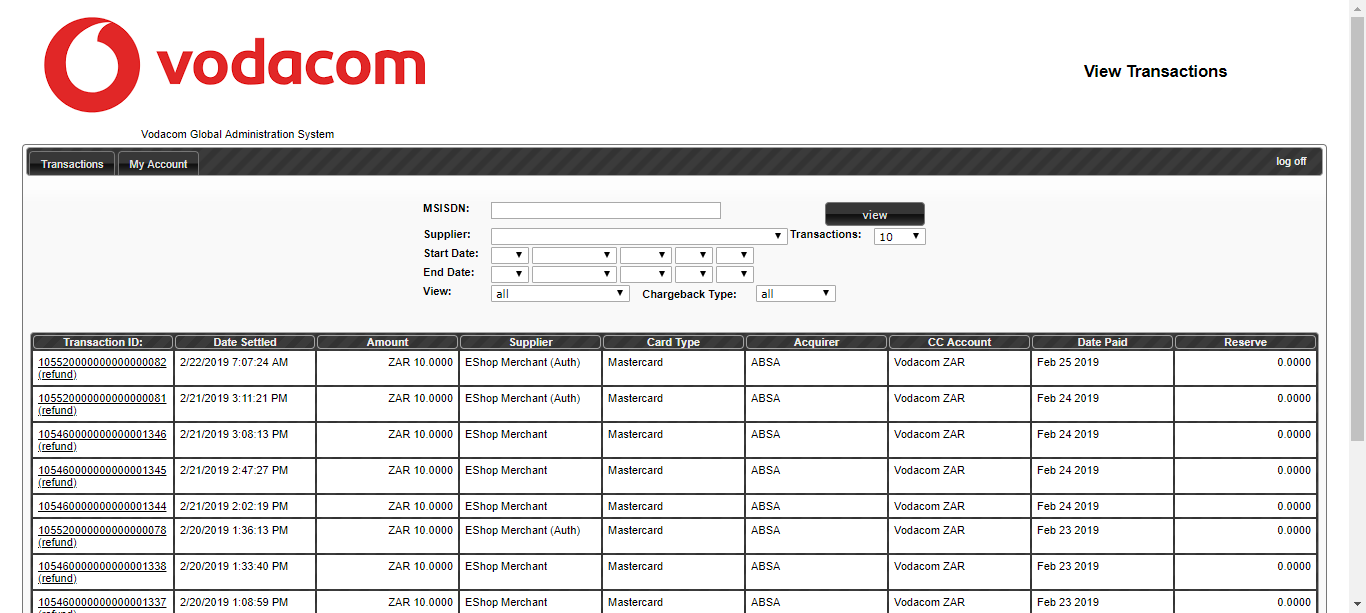 vodacom
View Transactions
Vodacom Global Administration System
Transactions My Account log off
MSISDN: view
Supplier: Transactions: 10
Start Date:
End Date:
View: all Chargeback Type: all
Transaction ID: Date Settled Amount Supplier Card Type Acquirer CC Account Date Paid Reserve
105520000000000000082 2/22/2019 7:07:24 AM ZAR 10.0000 EShop Merchant (Auth) Mastercard ABSA Vodacom ZAR Feb 25 2019 0.0000
(refund)
105520000000000000081 2/21/2019 3:11:21 PM ZAR 10.0000 EShop Merchant (Auth) Mastercard ABSA Vodacom ZAR Feb 24 2019 0.0000
(refund)
105460000000000001346 2/21/2019 3:08:13 PM ZAR 10.0000 EShop Merchant Mastercard ABSA Vodacom ZAR Feb 24 2019 0.0000
(refund)
105460000000000001345 2/21/2019 2:47:27 PM ZAR 10.0000 EShop Merchant Mastercard ABSA Vodacom ZAR Feb 24 2019 0.0000
(refund)
105460000000000001344 2/21/2019 2:02:19 PM ZAR 10.0000 EShop Merchant Mastercard ABSA Vodacom ZAR Feb 24 2019 0.0000
105520000000000000078 2/20/2019 1:36:13 PM ZAR 10.0000 EShop Merchant (Auth) Mastercard ABSA Vodacom ZAR Feb 23 2019 0.0000
(refund)
105460000000000001338 2/20/2019 1:33:40 PM ZAR 10.0000 EShop Merchant Mastercard ABSA Vodacom ZAR Feb 23 2019 0.0000
(refund)
105460000000000001337 2/20/2019 1:08:59 PM ZAR 10.0000 EShop Merchant Mastercard ABSA Vodacom ZAR Feb 23 2019 0.0000